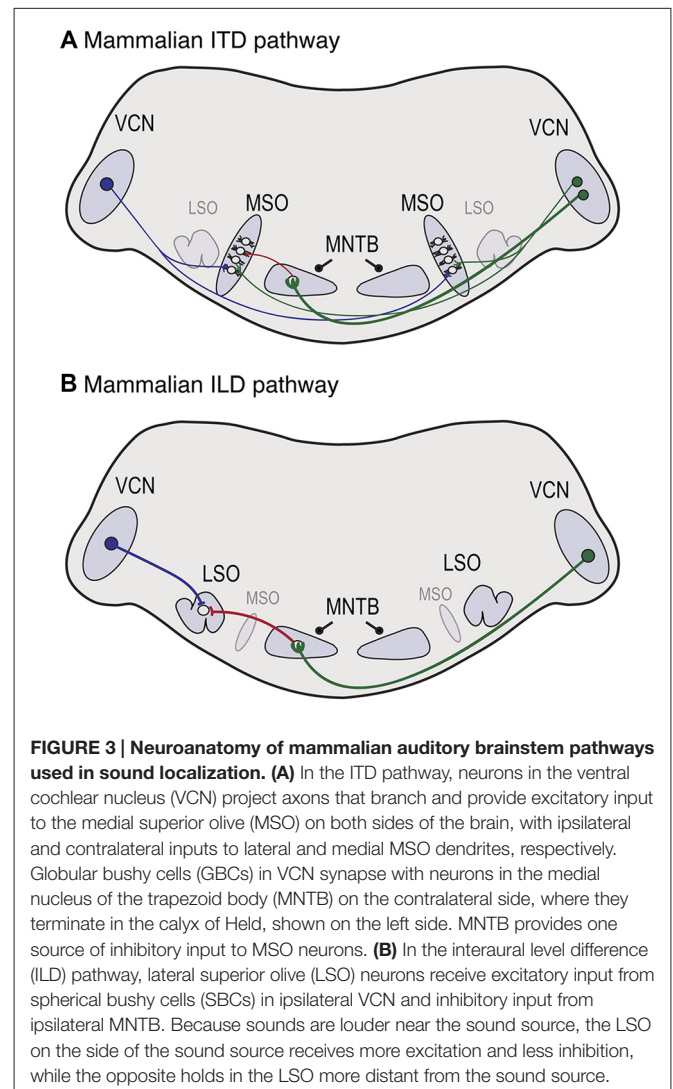 A Mammalian ITD pathway
VCN
VCN
LSO
MSO
MSO
LSO
MNTB
B Mammalian ILD pathway
VCN
VCN
LSO
LSO
MSO
MSO
MNTB
FIGURE 3 | Neuroanatomy of mammalian auditory brainstem pathways
used in sound localization. (A) In the ITD pathway, neurons in the ventral
cochlear nucleus (VCN) project axons that branch and provide excitatory input
to the medial superior olive (MSO) on both sides of the brain, with ipsilateral
and contralateral inputs to lateral and medial MSO dendrites, respectively.
Globular bushy cells (GBCs) in VCN synapse with neurons in the medial
nucleus of the trapezoid body (MNTB) on the contralateral side, where they
terminate in the calyx of Held, shown on the left side. MNTB provides one
source of inhibitory input to MSO neurons. (B) In the interaural level difference
(ILD) pathway, lateral superior olive (LSO) neurons receive excitatory input from
spherical bushy cells (SBCs) in ipsilateral VCN and inhibitory input from
ipsilateral MNTB. Because sounds are louder near the sound source, the LSO
on the side of the sound source receives more excitation and less inhibition,
while the opposite holds in the LSO more distant from the sound source.